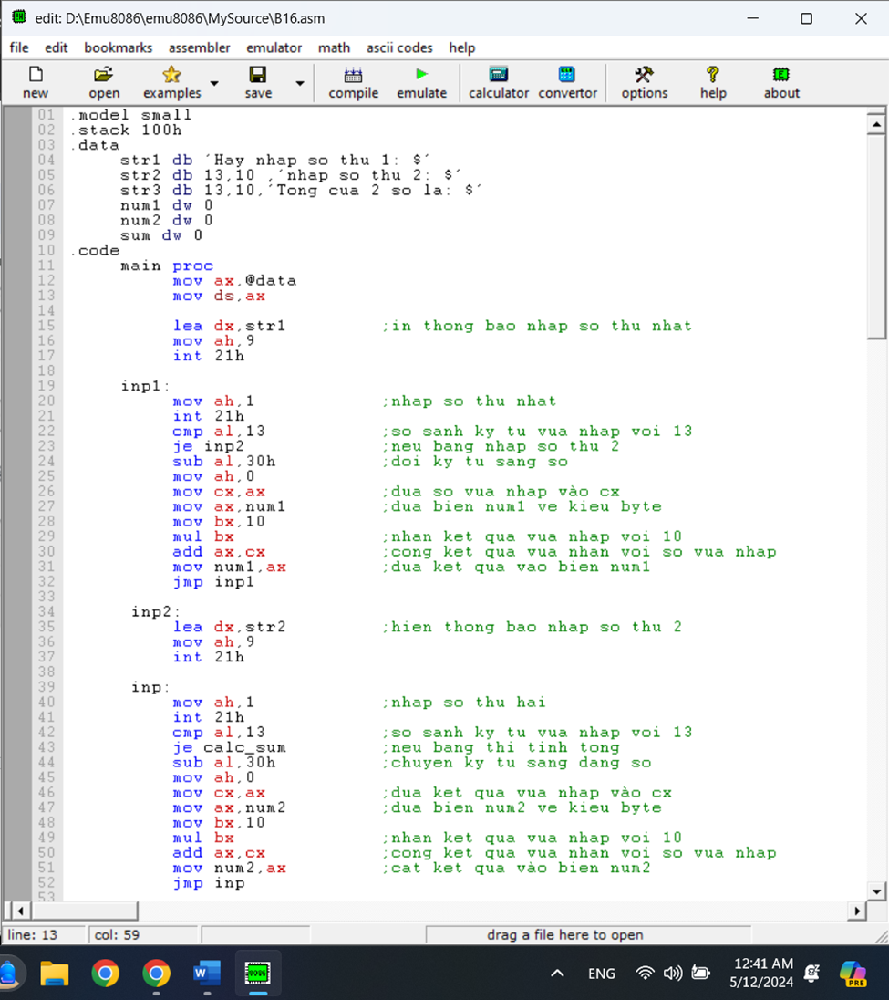 edit: D:\Emu8086\emu8086\MySource\B16.asm
file edit bookmarks assembler emulator math ascii codes help
new open examples save compile emulate calculator convertor options help about
01 .model small
02 .stack 100h
03 .data
04 str1 db 'Hay nhap so thu 1: $'
05 str2 db 13,10 ,'nhap so thu 2: $'
06 str3 db 13,10,'Tong cua 2 so la: $'
07 num1 dw 0
08 num2 dw 0
09 sum dw 0
10 .code
11 main proc
12 mov ax,@data
13 mov ds,ax
14
15 lea dx,str1 ;in thong bao nhap so thu nhat
16 mov ah,9
17 int 21h
18
19 inp1:
20 mov ah,1 ;nhap so thu nhat
21 int 21h
22 cmp al,13 ;so sanh ky tu vua nhap voi 13
23 je inp2 ;neu bang nhap so thu 2
24 sub al,30h ;doi ky tu sang so
25 mov ah,0
26 mov cx,ax ;dua so vua nhap vào cx
27 mov ax,num1 ;dua bien num1 ve kieu byte
28 mov bx,10
29 mul bx ;nhan ket qua vua nhap voi 10
30 add ax,cx ;cong ket qua vua nhan voi so vua nhap
31 mov num1,ax ;dua ket qua vao bien num1
32 jmp inp1
33
34 inp2:
35 lea dx,str2 ;hien thong bao nhap so thu 2
36 mov ah,9
37 int 21h
38
39 inp:
40 mov ah,1 ;nhap so thu hai
41 int 21h
42 cmp al,13 ;so sanh ky tu vua nhap voi 13
43 je calc_sum ;neu bang thi tinh tong
44 sub al,30h ;chuyen ky tu sang dang so
45 mov ah,0
46 mov cx,ax ;dua ket qua vua nhap vào cx
47 mov ax,num2 ;dua bien num2 ve kieu byte
48 mov bx,10
49 mul bx ;nhan ket qua vua nhap voi 10
50 add ax,cx ;cong ket qua vua nhan voi so vua nhap
51 mov num2,ax ;cat ket qua vào bien num2
52 jmp inp
53
line: 13 col: 59 drag a file here to open
W 8086 ENG 12:41 AM
5/12/2024 PRE